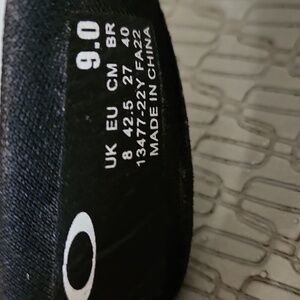 9.0
UK EU CM BR
8 42.5 27 40
13477-22Y FA22
MADE IN CHINA